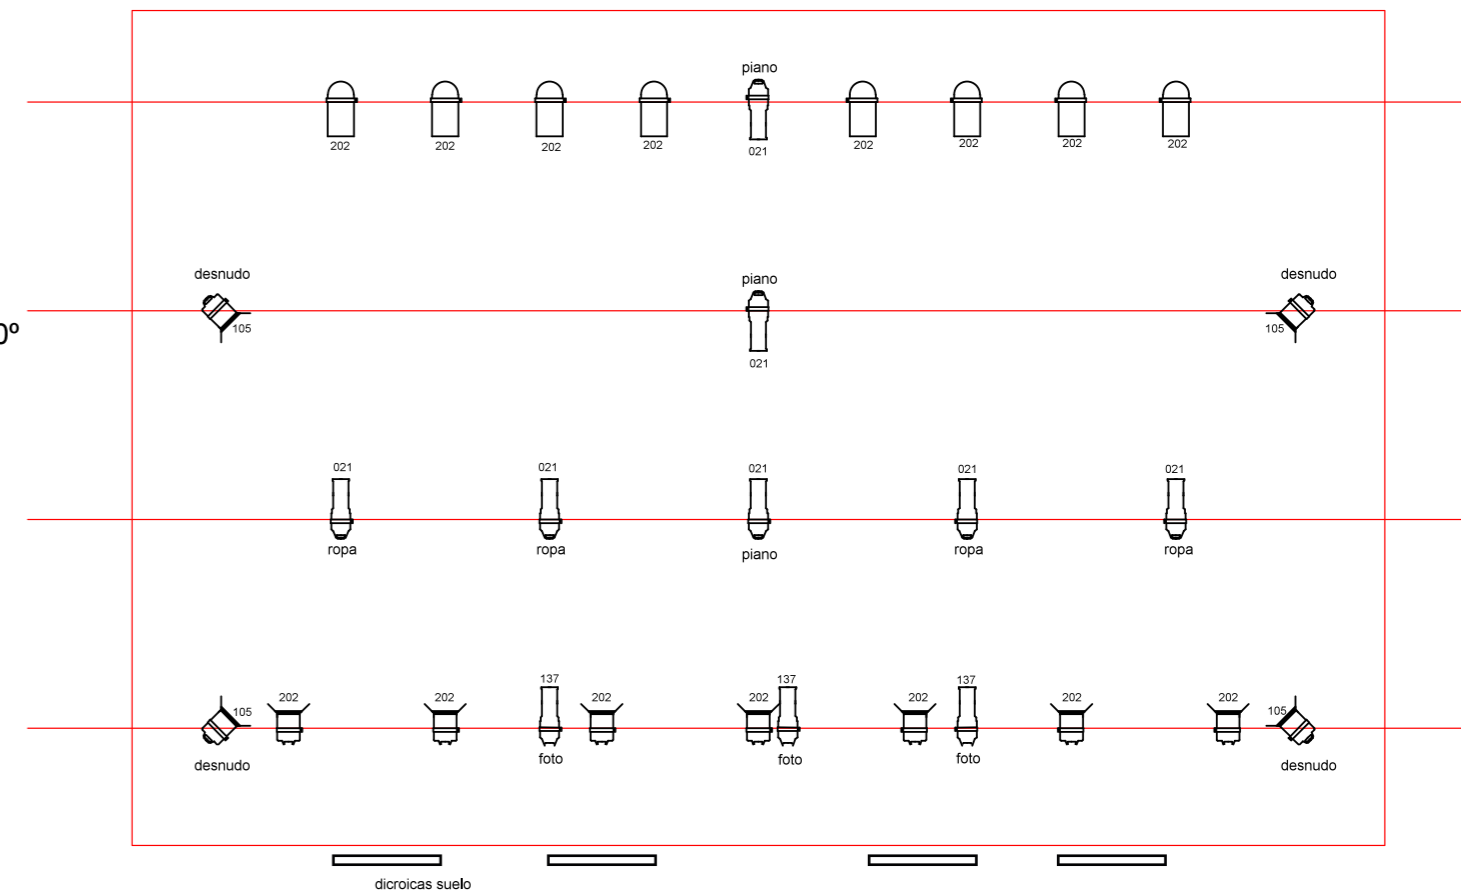 piano
202 202 202 202 021 202 202 202 202
desnudo piano desnudo
0º
105 105
021
021 021 021 021 021
ropa ropa piano ropa ropa
137 137 137
105 202 202 202 202 202 202 202 105
foto foto foto
desnudo desnudo
dicroicas suelo